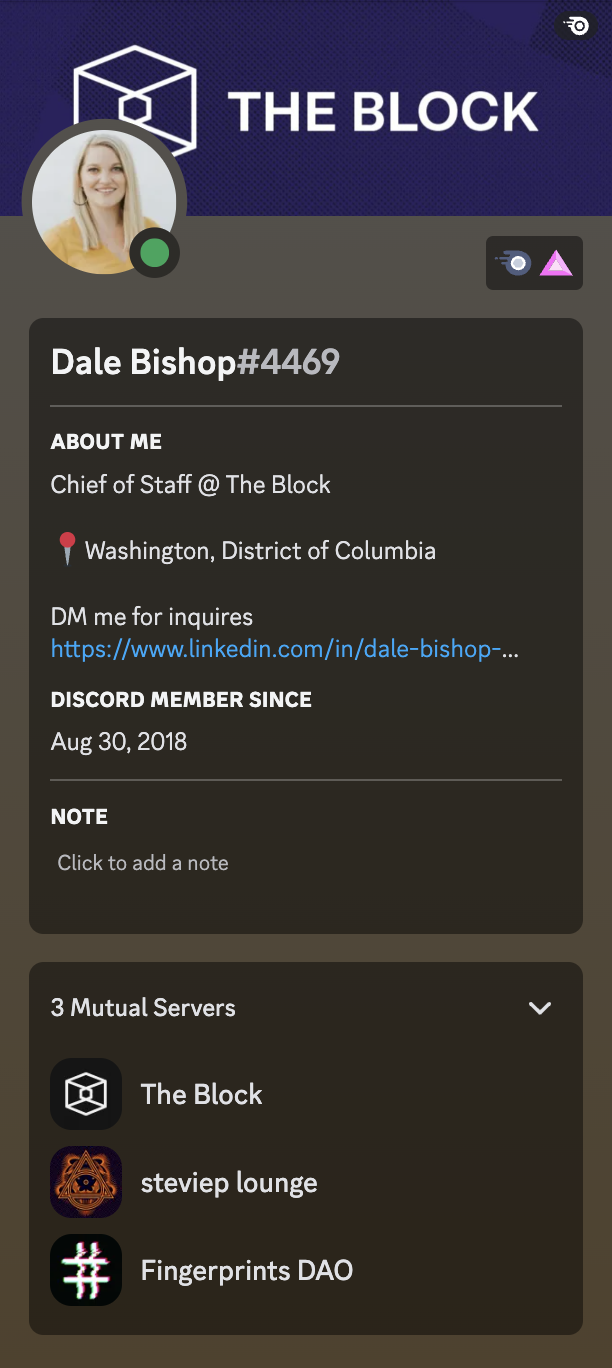 THE BLOCK
Dale Bishop#4469
ABOUT ME
Chief of Staff @ The Block
Washington, District of Columbia
DM me for inquires
https://www.linkedin.com/in/dale-bishop-...
DISCORD MEMBER SINCE
Aug 30, 2018
NOTE
Click to add a note
3 Mutual Servers
The Block
steviep lounge
Fingerprints DAO